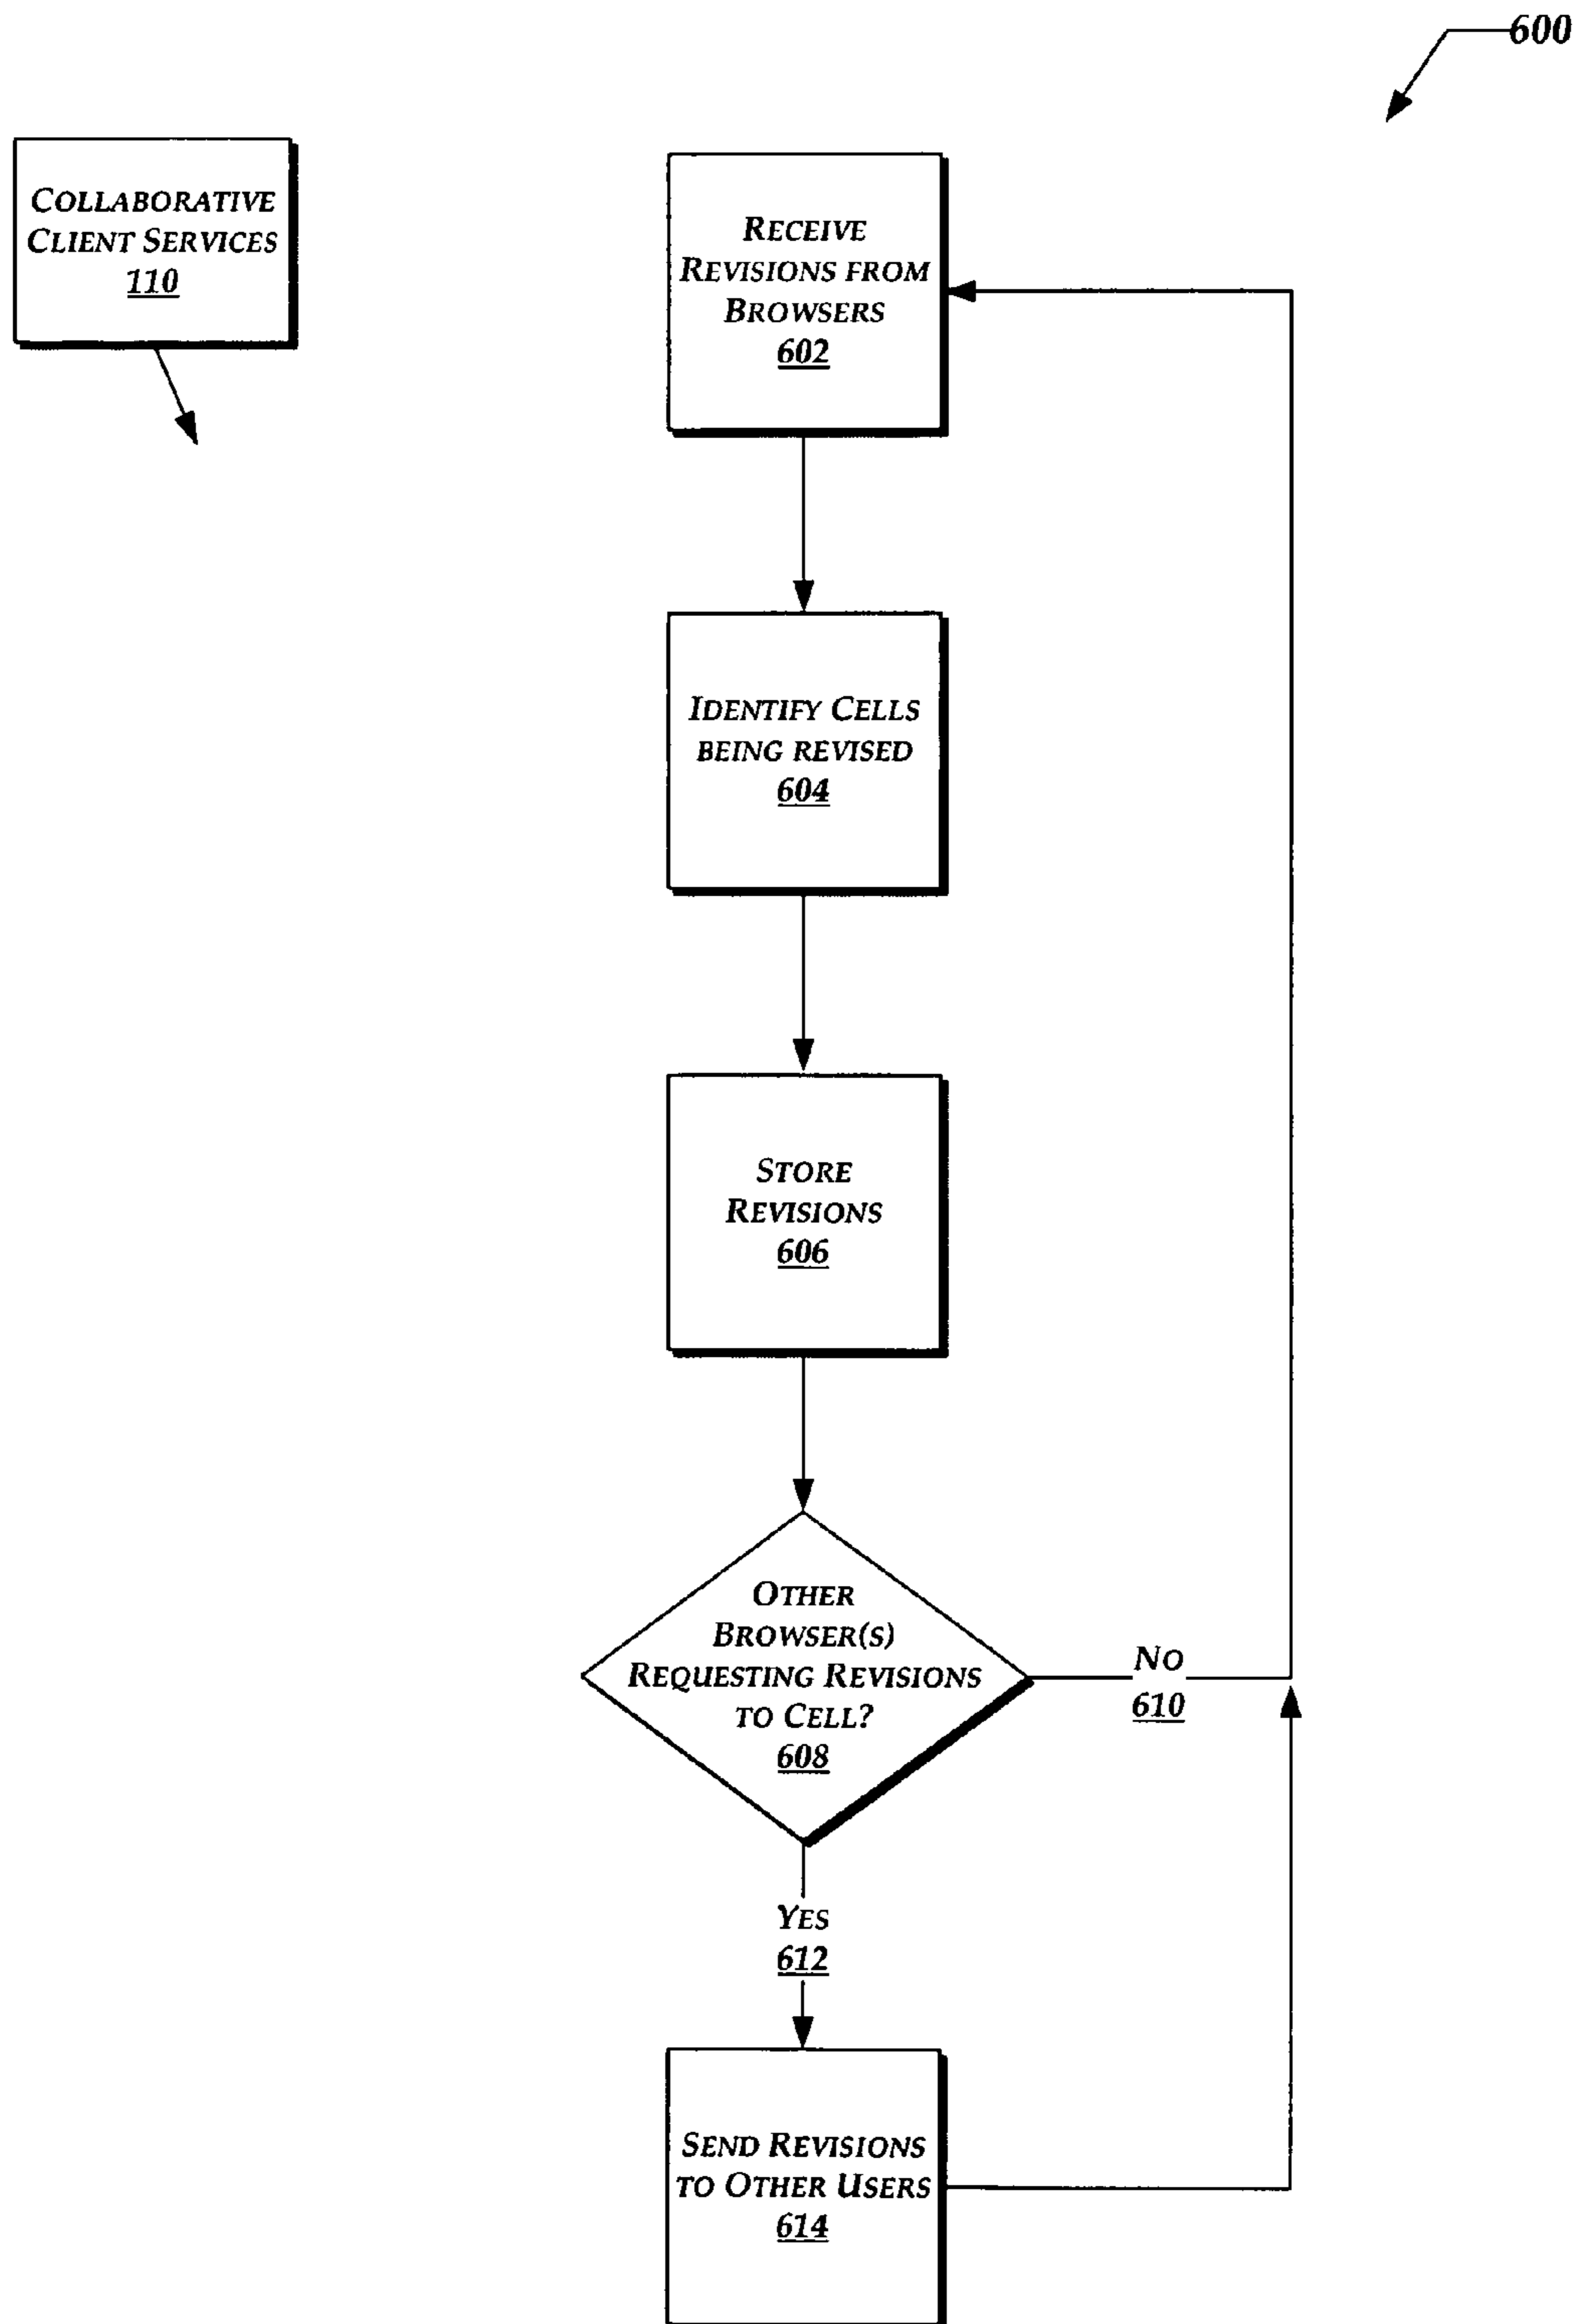 600
COLLABORATIVE
CLIENT SERVICES
110
RECEIVE
REVISIONS FROM
BROWSERS
602
IDENTIFY CELLS
BEING REVISED
604
STORE
REVISIONS
606
OTHER
BROWSER(S)
REQUESTING REVISIONS
TO CELL?
608
NO
610
YES
612
SEND REVISIONS
TO OTHER USERS
614